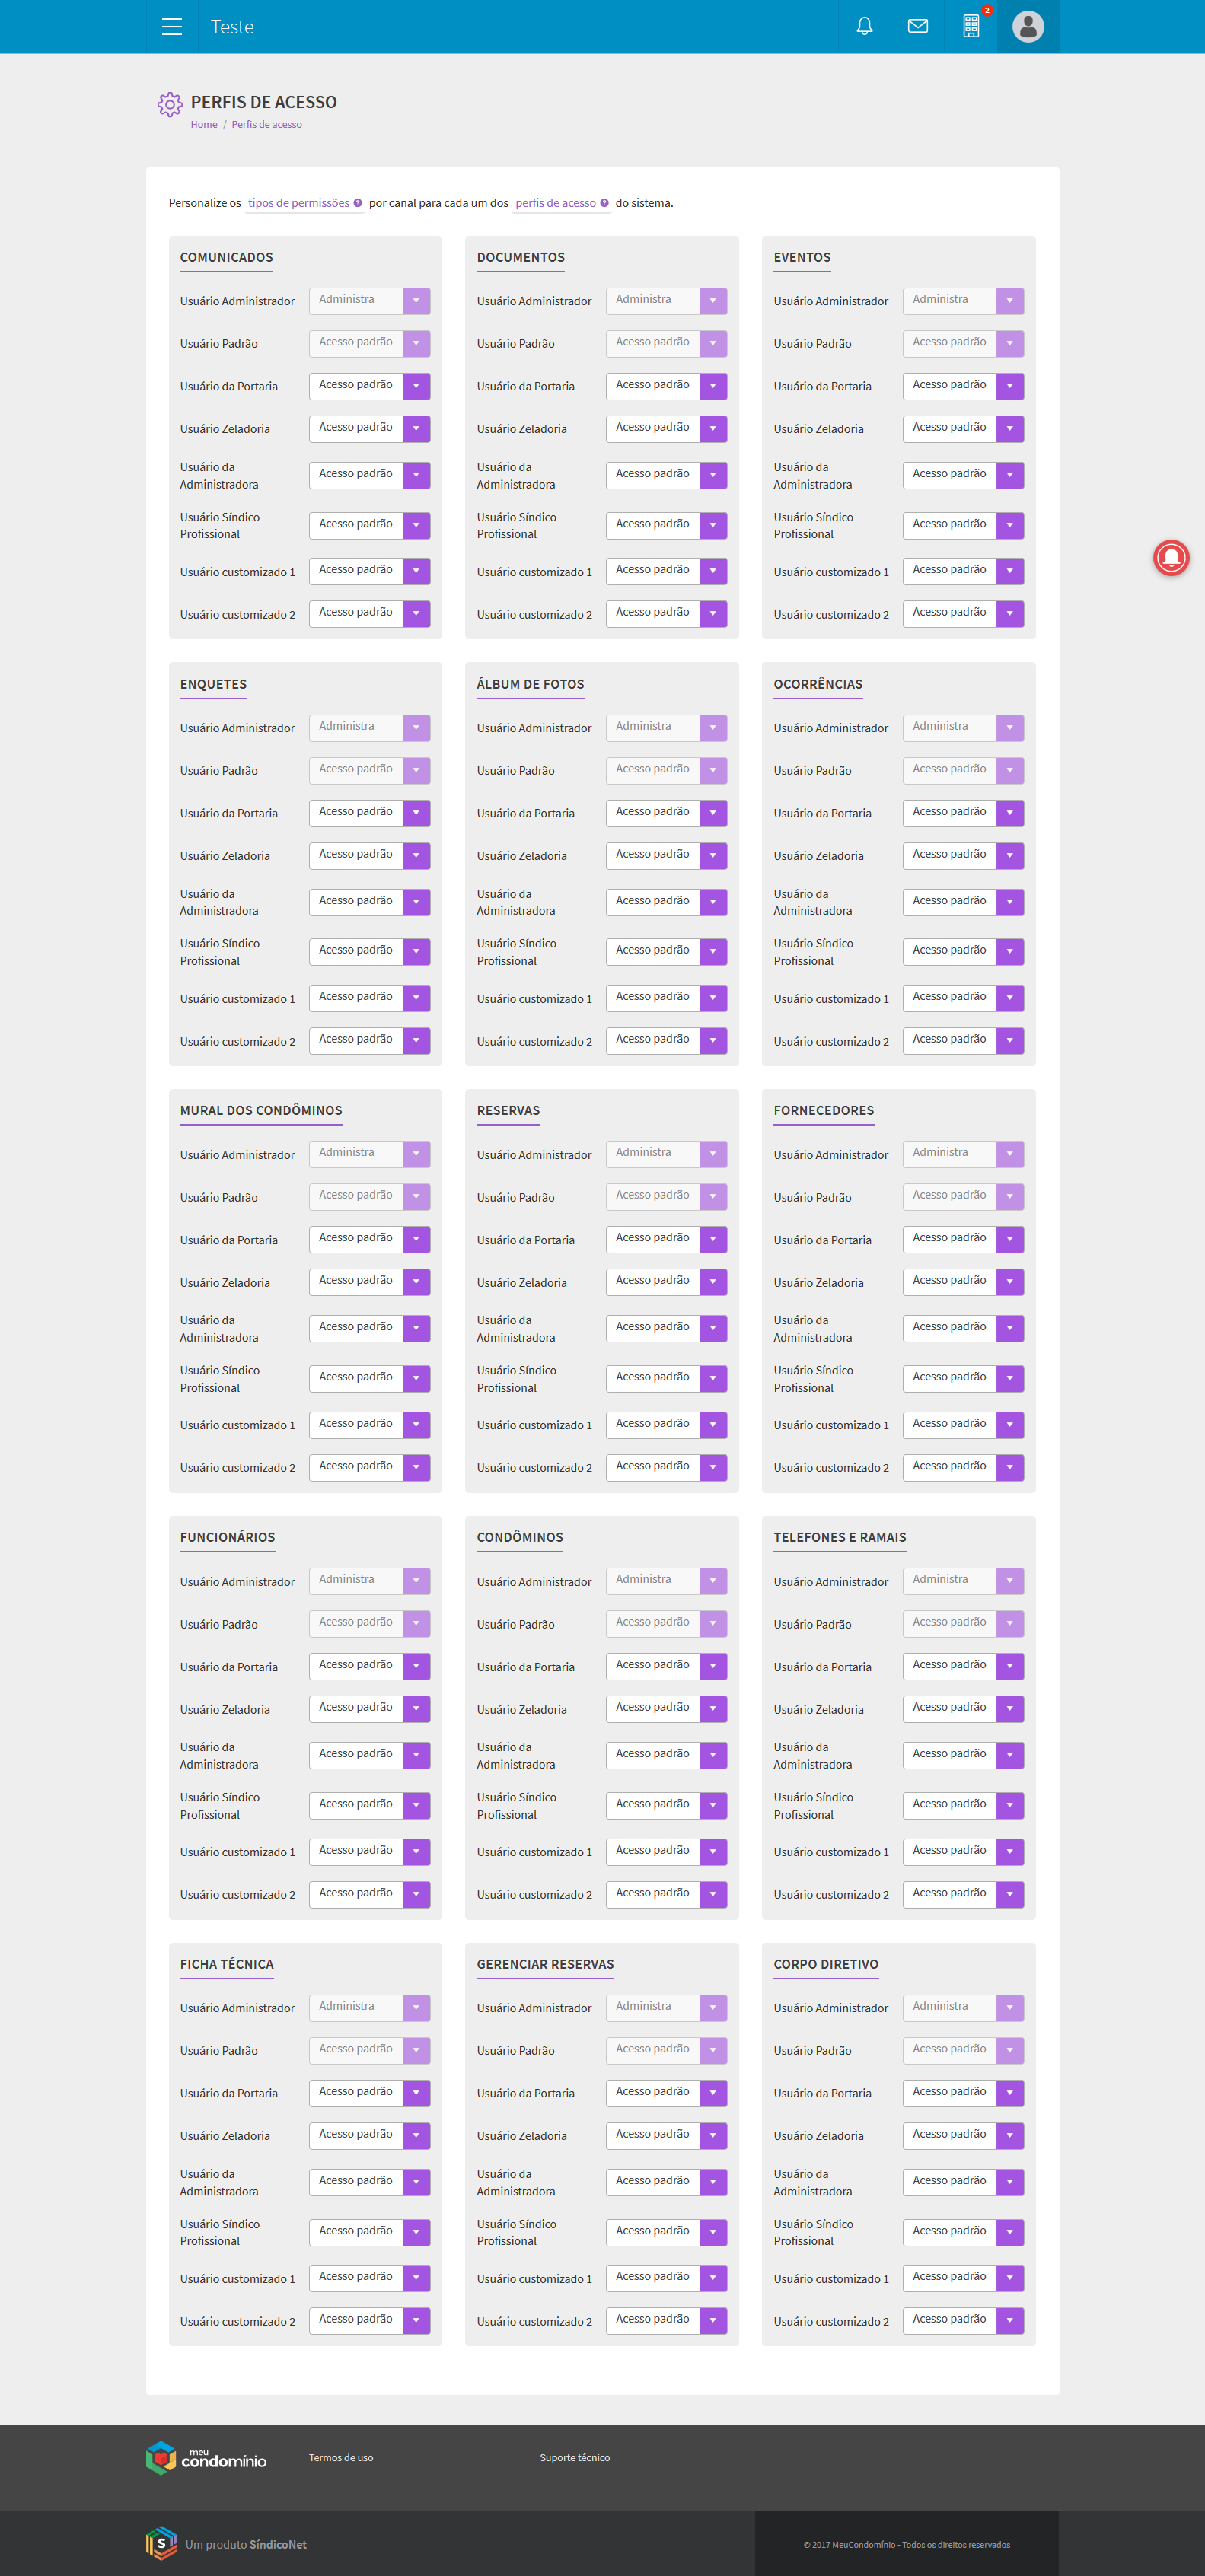 Teste
2
PERFIS DE ACESSO
Home / Perfis de acesso
Personalize os tipos de permissões ? por canal para cada um dos perfis de acesso ? do sistema.
COMUNICADOS
Usuário Administrador Administra
Usuário Padrão Acesso padrão
Usuário da Portaria Acesso padrão
Usuário Zeladoria Acesso padrão
Usuário da
Administradora Acesso padrão
Usuário Síndico
Profissional Acesso padrão
Usuário customizado 1 Acesso padrão
Usuário customizado 2 Acesso padrão
DOCUMENTOS
Usuário Administrador Administra
Usuário Padrão Acesso padrão
Usuário da Portaria Acesso padrão
Usuário Zeladoria Acesso padrão
Usuário da
Administradora Acesso padrão
Usuário Síndico
Profissional Acesso padrão
Usuário customizado 1 Acesso padrão
Usuário customizado 2 Acesso padrão
EVENTOS
Usuário Administrador Administra
Usuário Padrão Acesso padrão
Usuário da Portaria Acesso padrão
Usuário Zeladoria Acesso padrão
Usuário da
Administradora Acesso padrão
Usuário Síndico
Profissional Acesso padrão
Usuário customizado 1 Acesso padrão
Usuário customizado 2 Acesso padrão
ENQUETES
Usuário Administrador Administra
Usuário Padrão Acesso padrão
Usuário da Portaria Acesso padrão
Usuário Zeladoria Acesso padrão
Usuário da
Administradora Acesso padrão
Usuário Síndico
Profissional Acesso padrão
Usuário customizado 1 Acesso padrão
Usuário customizado 2 Acesso padrão
ÁLBUM DE FOTOS
Usuário Administrador Administra
Usuário Padrão Acesso padrão
Usuário da Portaria Acesso padrão
Usuário Zeladoria Acesso padrão
Usuário da
Administradora Acesso padrão
Usuário Síndico
Profissional Acesso padrão
Usuário customizado 1 Acesso padrão
Usuário customizado 2 Acesso padrão
OCORRÊNCIAS
Usuário Administrador Administra
Usuário Padrão Acesso padrão
Usuário da Portaria Acesso padrão
Usuário Zeladoria Acesso padrão
Usuário da
Administradora Acesso padrão
Usuário Síndico
Profissional Acesso padrão
Usuário customizado 1 Acesso padrão
Usuário customizado 2 Acesso padrão
MURAL DOS CONDÔMINOS
Usuário Administrador Administra
Usuário Padrão Acesso padrão
Usuário da Portaria Acesso padrão
Usuário Zeladoria Acesso padrão
Usuário da
Administradora Acesso padrão
Usuário Síndico
Profissional Acesso padrão
Usuário customizado 1 Acesso padrão
Usuário customizado 2 Acesso padrão
RESERVAS
Usuário Administrador Administra
Usuário Padrão Acesso padrão
Usuário da Portaria Acesso padrão
Usuário Zeladoria Acesso padrão
Usuário da
Administradora Acesso padrão
Usuário Síndico
Profissional Acesso padrão
Usuário customizado 1 Acesso padrão
Usuário customizado 2 Acesso padrão
FORNECEDORES
Usuário Administrador Administra
Usuário Padrão Acesso padrão
Usuário da Portaria Acesso padrão
Usuário Zeladoria Acesso padrão
Usuário da
Administradora Acesso padrão
Usuário Síndico
Profissional Acesso padrão
Usuário customizado 1 Acesso padrão
Usuário customizado 2 Acesso padrão
FUNCIONÁRIOS
Usuário Administrador Administra
Usuário Padrão Acesso padrão
Usuário da Portaria Acesso padrão
Usuário Zeladoria Acesso padrão
Usuário da
Administradora Acesso padrão
Usuário Síndico
Profissional Acesso padrão
Usuário customizado 1 Acesso padrão
Usuário customizado 2 Acesso padrão
CONDÔMINOS
Usuário Administrador Administra
Usuário Padrão Acesso padrão
Usuário da Portaria Acesso padrão
Usuário Zeladoria Acesso padrão
Usuário da
Administradora Acesso padrão
Usuário Síndico
Profissional Acesso padrão
Usuário customizado 1 Acesso padrão
Usuário customizado 2 Acesso padrão
TELEFONES E RAMAIS
Usuário Administrador Administra
Usuário Padrão Acesso padrão
Usuário da Portaria Acesso padrão
Usuário Zeladoria Acesso padrão
Usuário da
Administradora Acesso padrão
Usuário Síndico
Profissional Acesso padrão
Usuário customizado 1 Acesso padrão
Usuário customizado 2 Acesso padrão
FICHA TÉCNICA
Usuário Administrador Administra
Usuário Padrão Acesso padrão
Usuário da Portaria Acesso padrão
Usuário Zeladoria Acesso padrão
Usuário da
Administradora Acesso padrão
Usuário Síndico
Profissional Acesso padrão
Usuário customizado 1 Acesso padrão
Usuário customizado 2 Acesso padrão
GERENCIAR RESERVAS
Usuário Administrador Administra
Usuário Padrão Acesso padrão
Usuário da Portaria Acesso padrão
Usuário Zeladoria Acesso padrão
Usuário da
Administradora Acesso padrão
Usuário Síndico
Profissional Acesso padrão
Usuário customizado 1 Acesso padrão
Usuário customizado 2 Acesso padrão
CORPO DIRETIVO
Usuário Administrador Administra
Usuário Padrão Acesso padrão
Usuário da Portaria Acesso padrão
Usuário Zeladoria Acesso padrão
Usuário da
Administradora Acesso padrão
Usuário Síndico
Profissional Acesso padrão
Usuário customizado 1 Acesso padrão
Usuário customizado 2 Acesso padrão
meu
condomínio
Termos de uso
Suporte técnico
S
Um produto SíndicoNet
© 2017 MeuCondomínio - Todos os direitos reservados